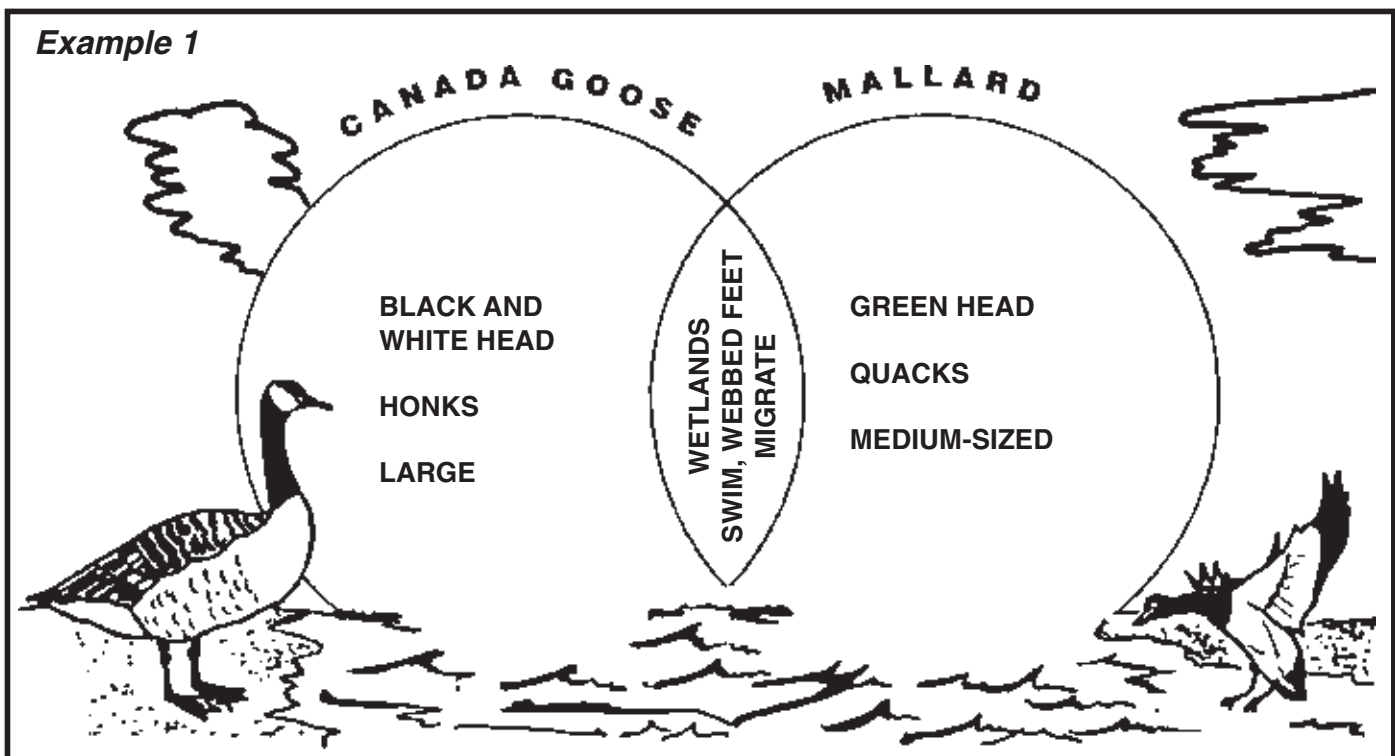 Example 1
CANADA GOOSE
MALLARD
BLACK AND
WHITE HEAD
HONKS
LARGE
WETLANDS
SWIM, WEBBED FEET
MIGRATE
GREEN HEAD
QUACKS
MEDIUM-SIZED